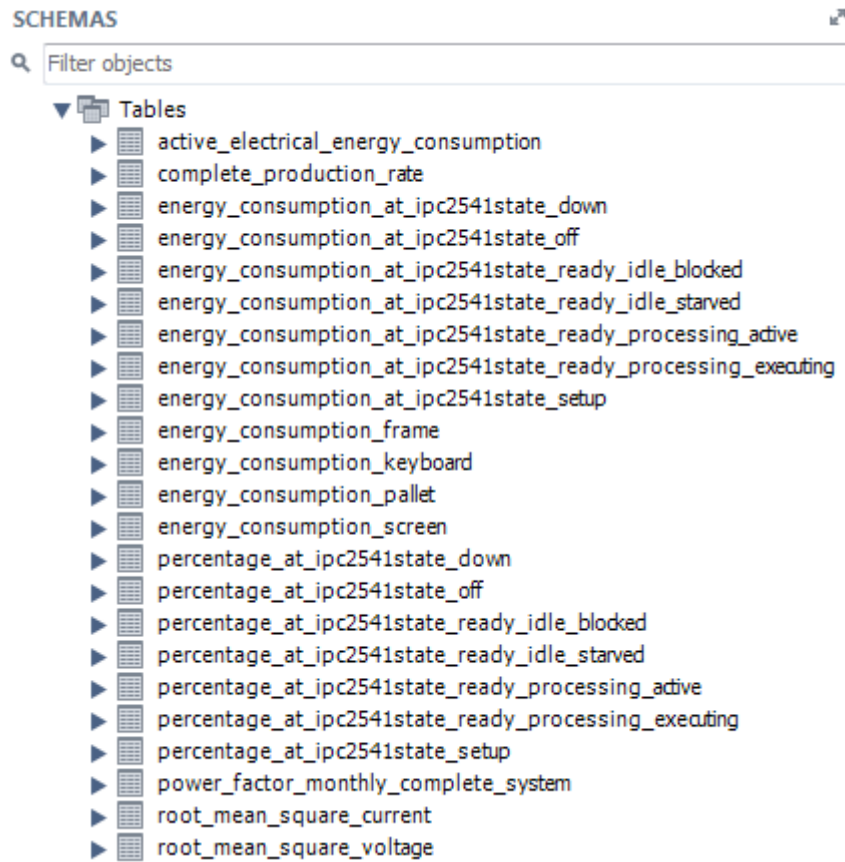 SCHEMAS
Filter objects
Tables
active_electrical_energy_consumption
complete_production_rate
energy_consumption_at_ipc2541state_down
energy_consumption_at_ipc2541state_off
energy_consumption_at_ipc2541state_ready_idle_blocked
energy_consumption_at_ipc2541state_ready_idle_starved
energy_consumption_at_ipc2541state_ready_processing_active
energy_consumption_at_ipc2541state_ready_processing_executing
energy_consumption_at_ipc2541state_setup
energy_consumption_frame
energy_consumption_keyboard
energy_consumption_pallet
energy_consumption_screen
percentage_at_ipc2541state_down
percentage_at_ipc2541state_off
percentage_at_ipc2541state_ready_idle_blocked
percentage_at_ipc2541state_ready_idle_starved
percentage_at_ipc2541state_ready_processing_active
percentage_at_ipc2541state_ready_processing_executing
percentage_at_ipc2541state_setup
power_factor_monthly_complete_system
root_mean_square_current
root_mean_square_voltage